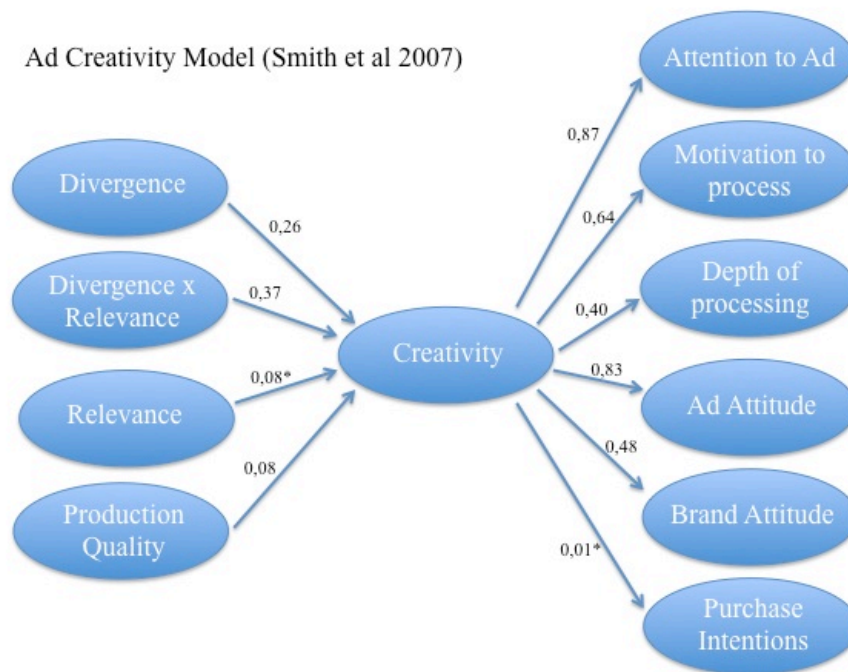 Ad Creativity Model (Smith et al 2007)
Divergence
Divergence x
Relevance
Relevance
Production
Quality
0,26
0,37
0,08*
0,08
Creativity
0,87
0,64
0,40
0,83
0,48
0,01*
Attention to Ad
Motivation to
process
Depth of
processing
Ad Attitude
Brand Attitude
Purchase
Intentions